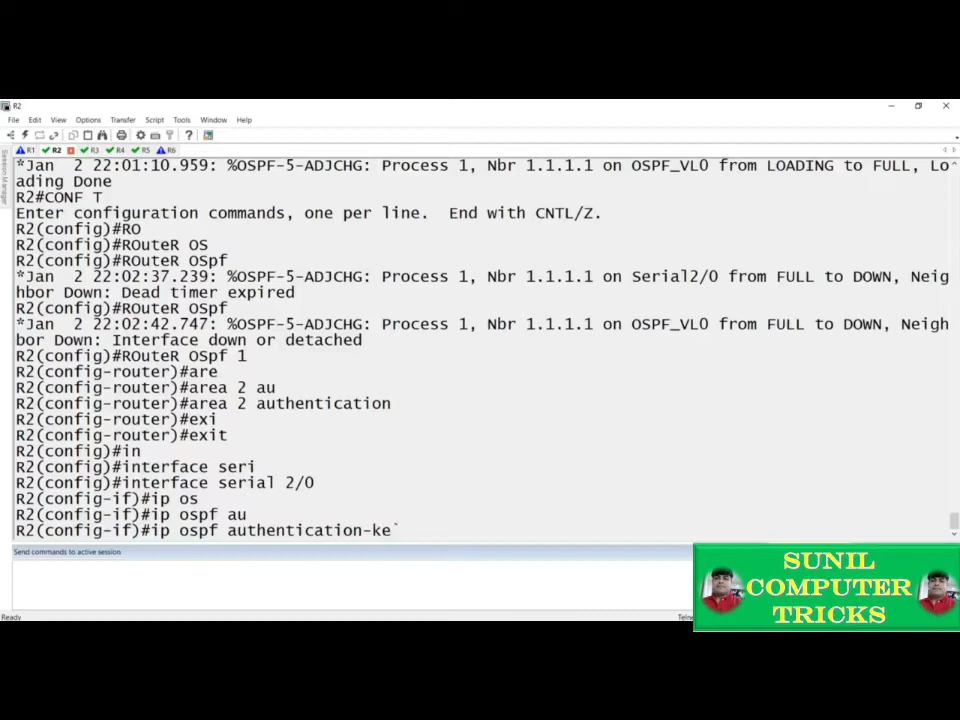 R2
File Edit View Options Transfer Script Tools Window Help
R1 R2 R3 R4 R5 R6
Session Manager
*Jan  2 22:01:10.959: %OSPF-5-ADJCHG: Process 1, Nbr 1.1.1.1 on OSPF_VL0 from LOADING to FULL, Lo
ading Done
R2#CONF T
Enter configuration commands, one per line.  End with CNTL/Z.
R2(config)#RO
R2(config)#ROuteR OS
R2(config)#ROuteR OSpf
*Jan  2 22:02:37.239: %OSPF-5-ADJCHG: Process 1, Nbr 1.1.1.1 on Serial2/0 from FULL to DOWN, Neig
hbor Down: Dead timer expired
R2(config)#ROuteR OSpf
*Jan  2 22:02:42.747: %OSPF-5-ADJCHG: Process 1, Nbr 1.1.1.1 on OSPF_VL0 from FULL to DOWN, Neigh
bor Down: Interface down or detached
R2(config)#ROuteR OSpf 1
R2(config-router)#are
R2(config-router)#area 2 au
R2(config-router)#area 2 authentication
R2(config-router)#exi
R2(config-router)#exit
R2(config)#in
R2(config)#interface seri
R2(config)#interface serial 2/0
R2(config-if)#ip os
R2(config-if)#ip ospf au
R2(config-if)#ip ospf authentication-ke`
Send commands to active session
SUNIL
COMPUTER
TRICKS
Ready